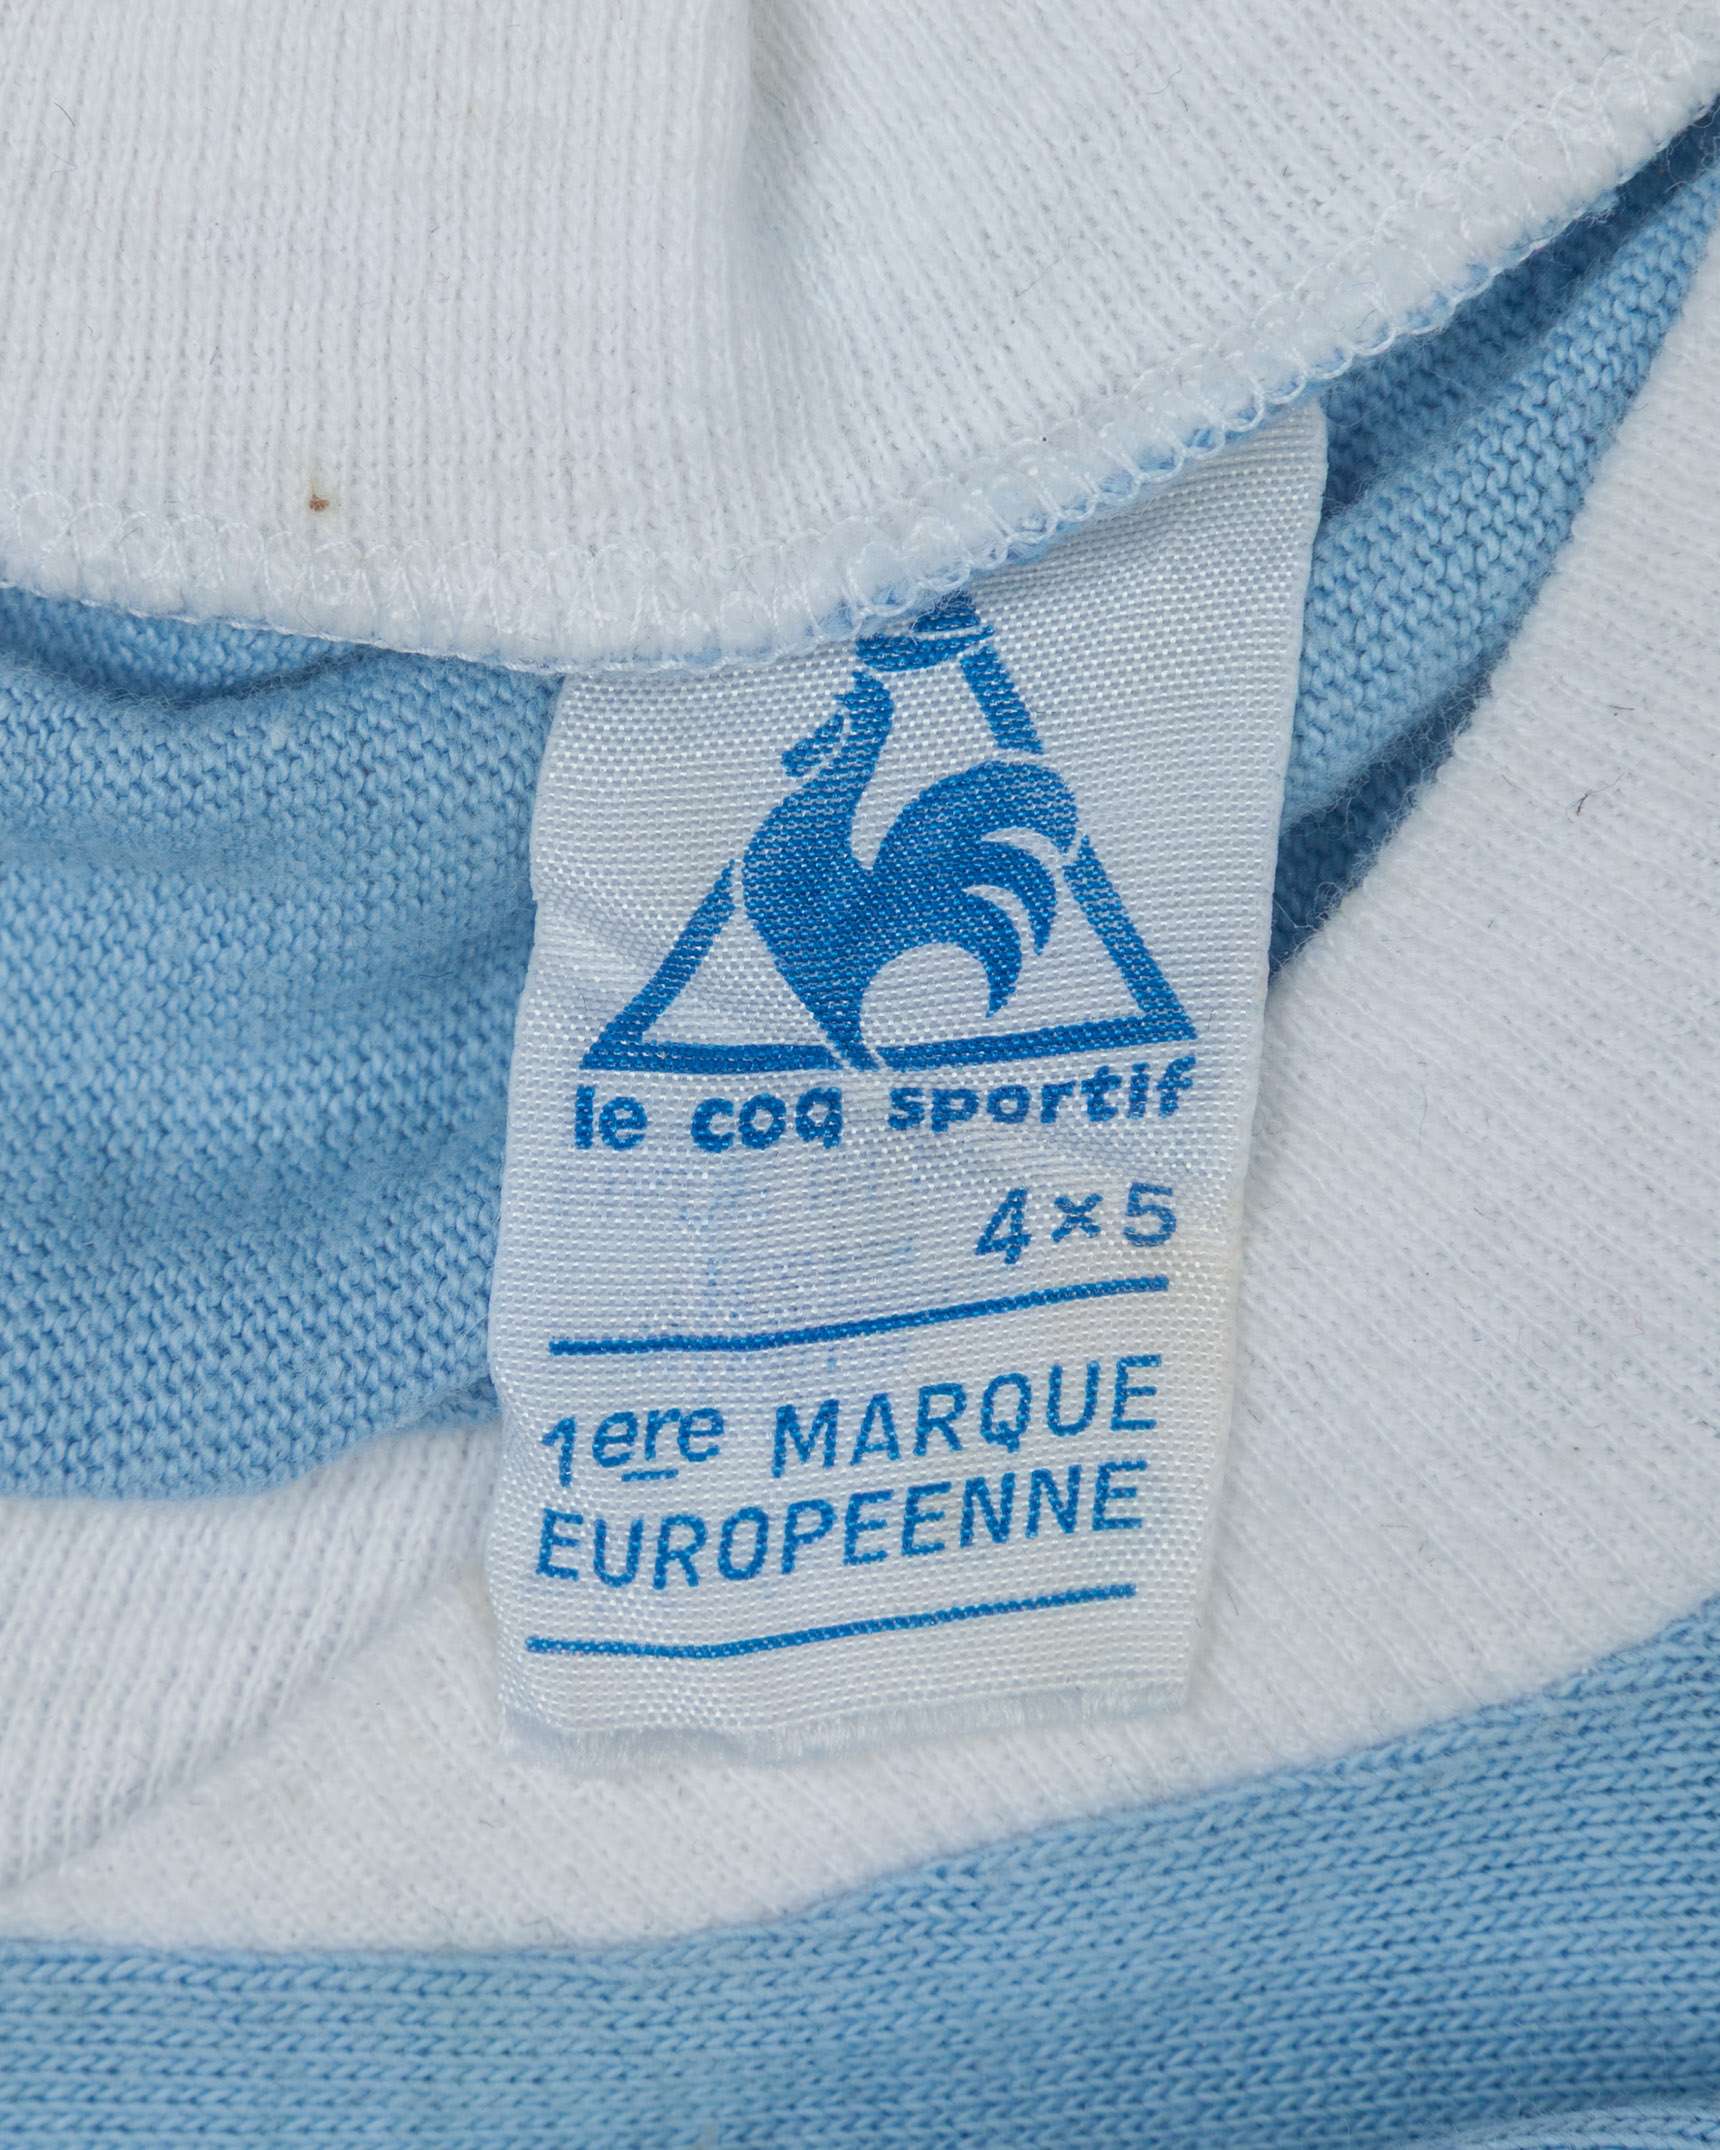 le coq sportif
4×5
1ere MARQUE
EUROPEENNE